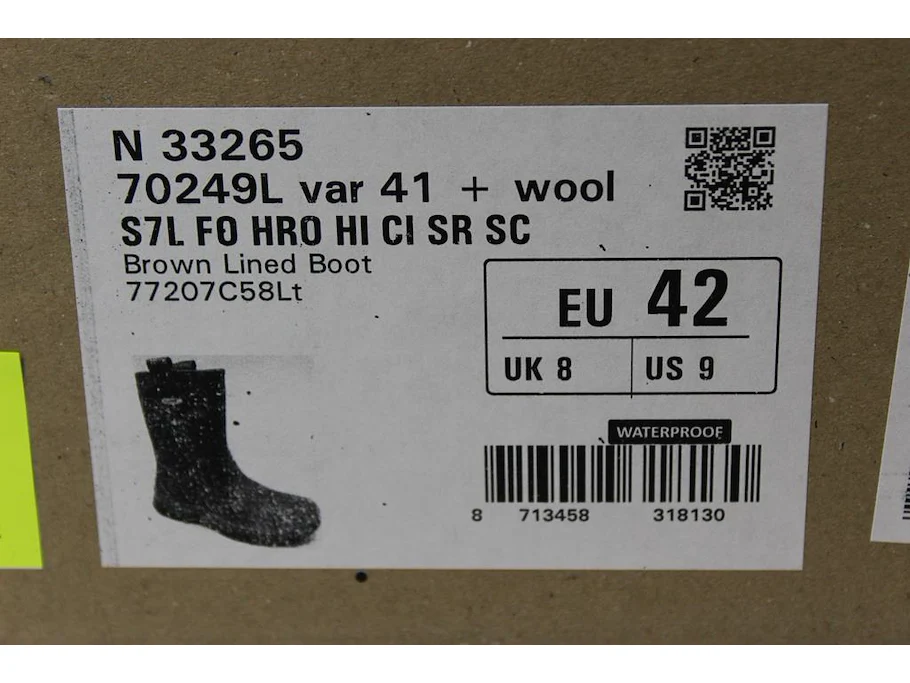 N 33265
70249L var 41 + wool
S7L FO HRO HI CI SR SC
Brown Lined Boot
77207C58Lt
EU 42
UK 8
US 9
WATERPROOF
8 713458 318130